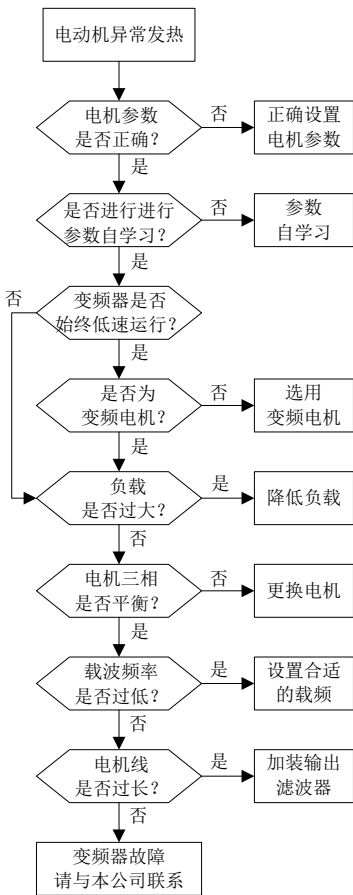 电动机异常发热
电机参数
是否正确？
否
正确设置
电机参数
是
是否进行进行
参数自学习？
否
参数
自学习
是
否
变频器是否
始终低速运行？
是
是否为
变频电机？
否
选用
变频电机
是
负载
是否过大？
是
降低负载
否
电机三相
是否平衡？
否
更换电机
是
载波频率
是否过低？
是
设置合适
的载频
否
电机线
是否过长？
是
加装输出
滤波器
否
变频器故障
请与本公司联系